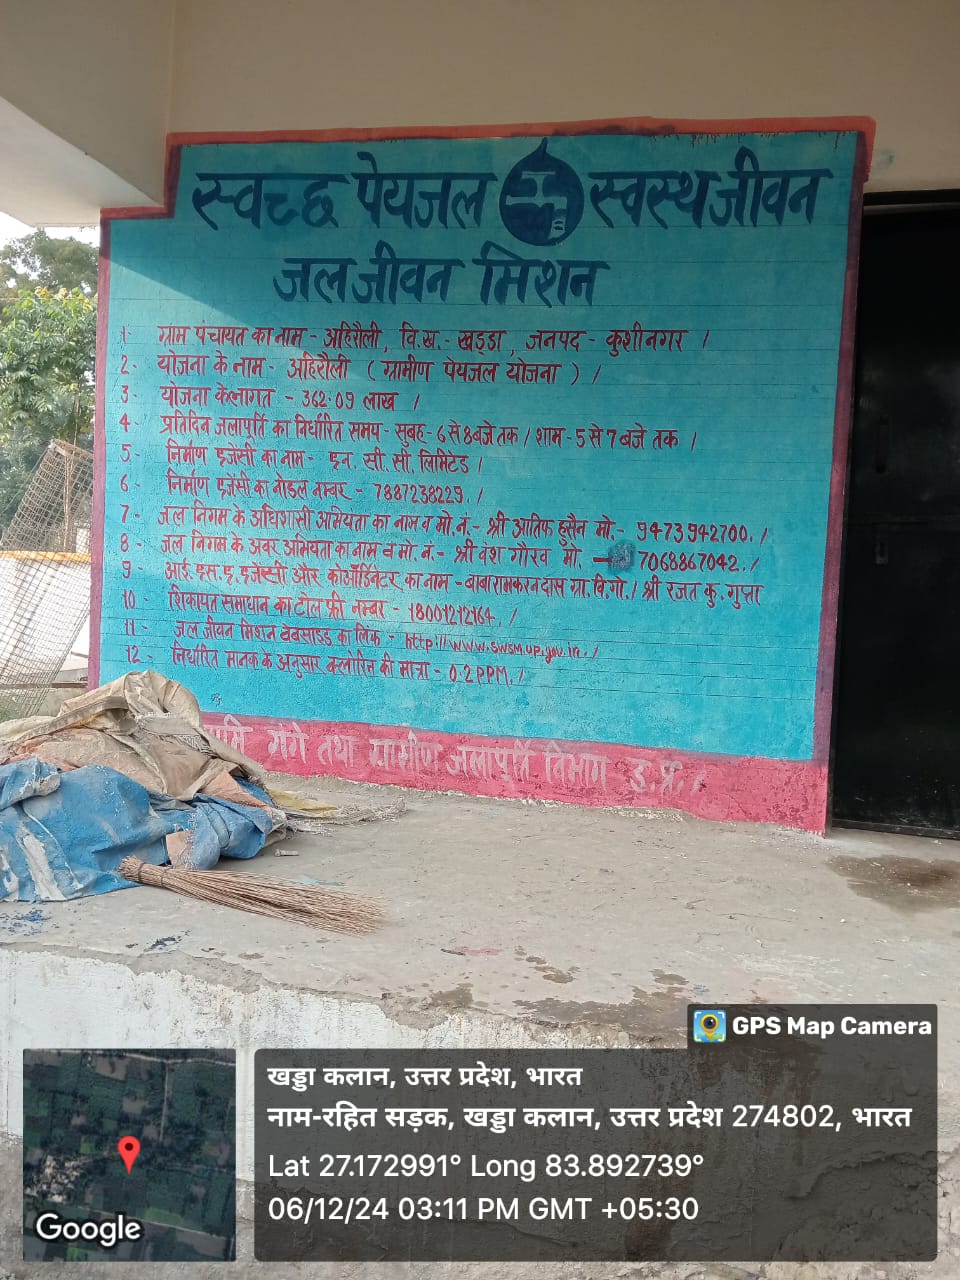 स्वच्छ पेयजल स्वस्थ जीवन
जल जीवन मिशन
1- ग्राम पंचायत का नाम - अहिरौली, वि.ख.- खड्डा, जनपद - कुशीनगर /
2- योजना के नाम - अहिरौली ( ग्रामीण पेयजल योजना ) /
3- योजना के लागत - 362.09 लाख /
4- प्रतिदिन जलापूर्ति का निर्धारित समय - सुबह - 6 से 8 बजे तक / शाम - 5 से 7 बजे तक /
5- निर्माण एजेंसी का नाम - एन. सी. सी. लिमिटेड /
6- निर्माण एजेंसी का नोडल नम्बर - 7887238229. /
7- जल निगम के अधिशासी अभियंता का नाम व मो.नं.- श्री आतिफ हुसैन मो.- 9473942700. /
8- जल निगम के अवर अभियंता का नाम व मो. नं.- श्री वंश गौरव मो. - 7068867042. /
9- आई.एस.ए. एजेन्सी और कोऑर्डिनेटर का नाम - बाबारामकरनदास ग्रा.वि.गो. / श्री रजत कु. गुप्ता
10- शिकायत समाधान का टोल फ्री नम्बर - 18001212164. /
11- जल जीवन मिशन वेबसाइड का लिंक - http://www.swsm.up.gov.in. /
12- निर्धारित मानक के अनुसार क्लोरिन की मात्रा - 0.2 PPM. /
नमामि गंगे तथा ग्रामीण जलापूर्ति विभाग उ.प्र. /
GPS Map Camera
खड्डा कलान, उत्तर प्रदेश, भारत
नाम-रहित सड़क, खड्डा कलान, उत्तर प्रदेश 274802, भारत
Lat 27.172991° Long 83.892739°
06/12/24 03:11 PM GMT +05:30
Google